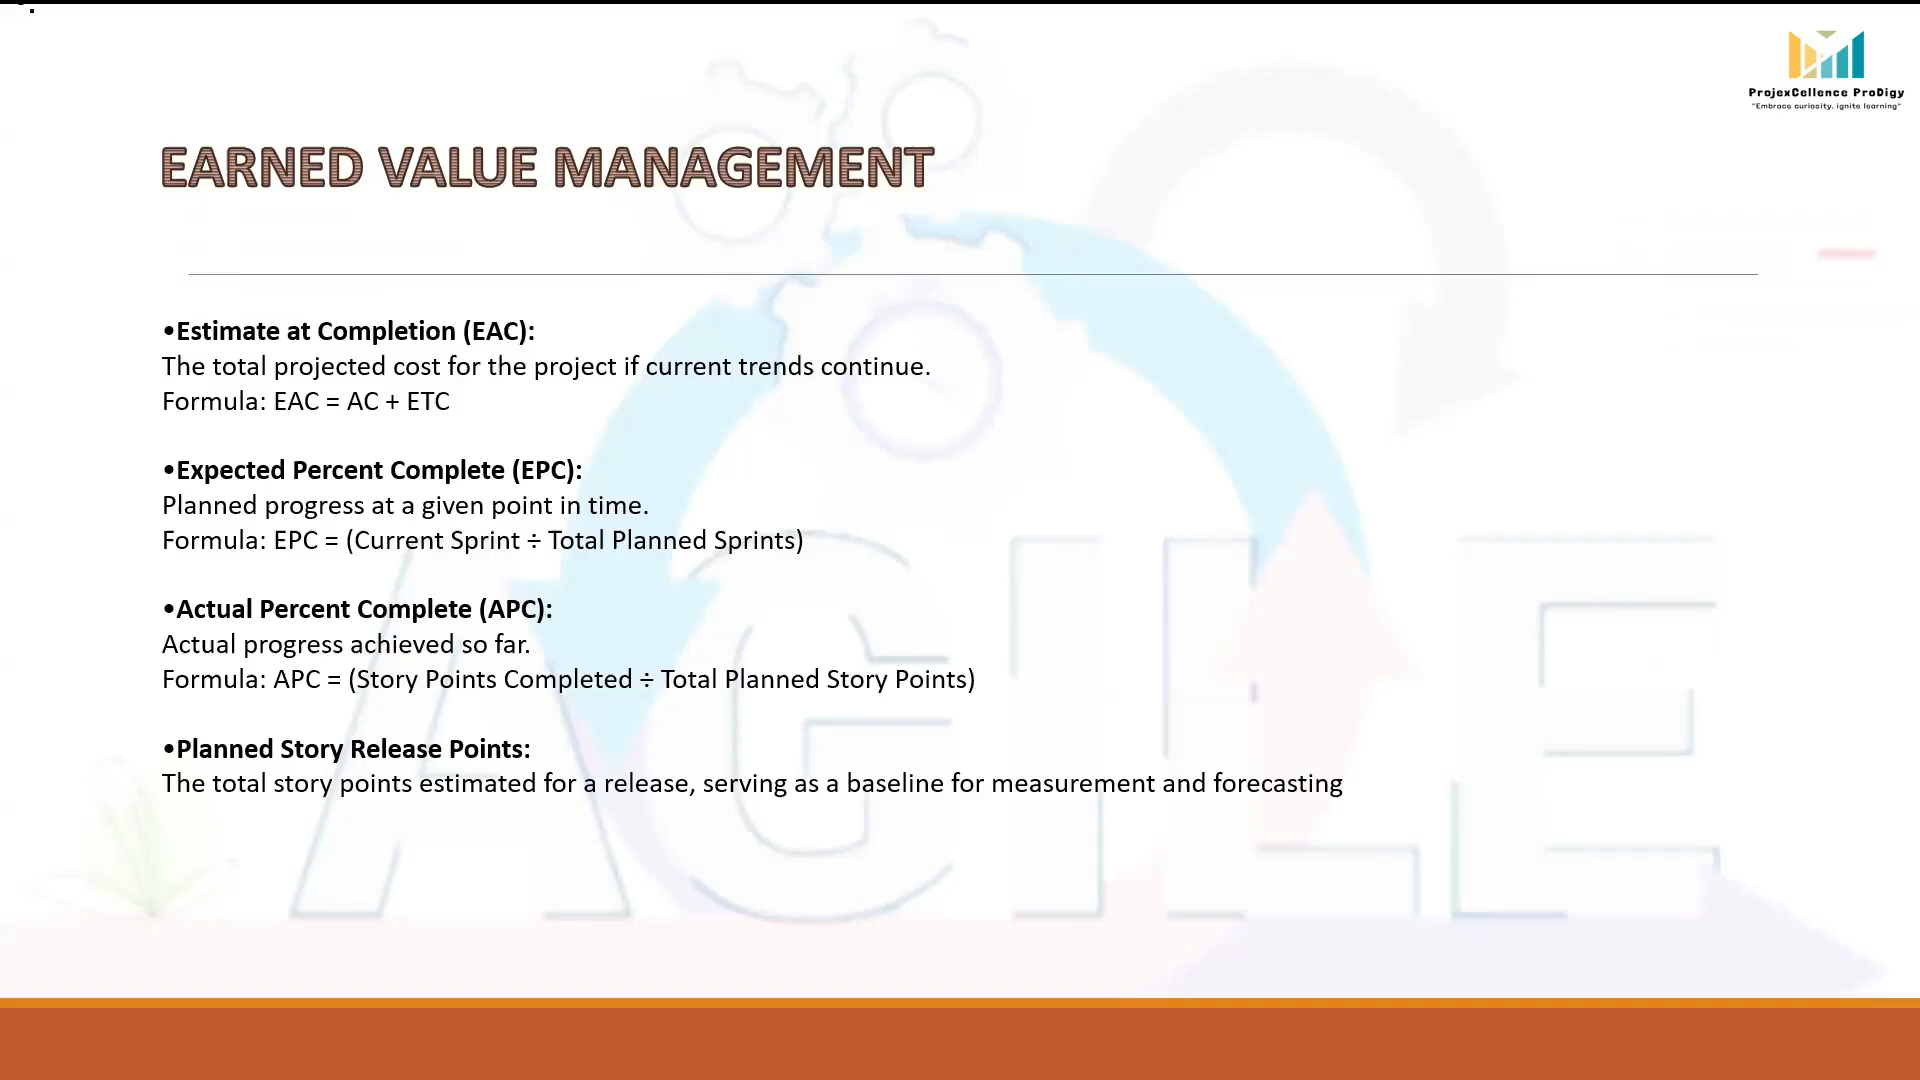 ProjexCellence ProDigy
"Embrace curiosity, ignite learning"
EARNED VALUE MANAGEMENT
•Estimate at Completion (EAC):
The total projected cost for the project if current trends continue.
Formula: EAC = AC + ETC
•Expected Percent Complete (EPC):
Planned progress at a given point in time.
Formula: EPC = (Current Sprint ÷ Total Planned Sprints)
•Actual Percent Complete (APC):
Actual progress achieved so far.
Formula: APC = (Story Points Completed ÷ Total Planned Story Points)
•Planned Story Release Points:
The total story points estimated for a release, serving as a baseline for measurement and forecasting
AGILE